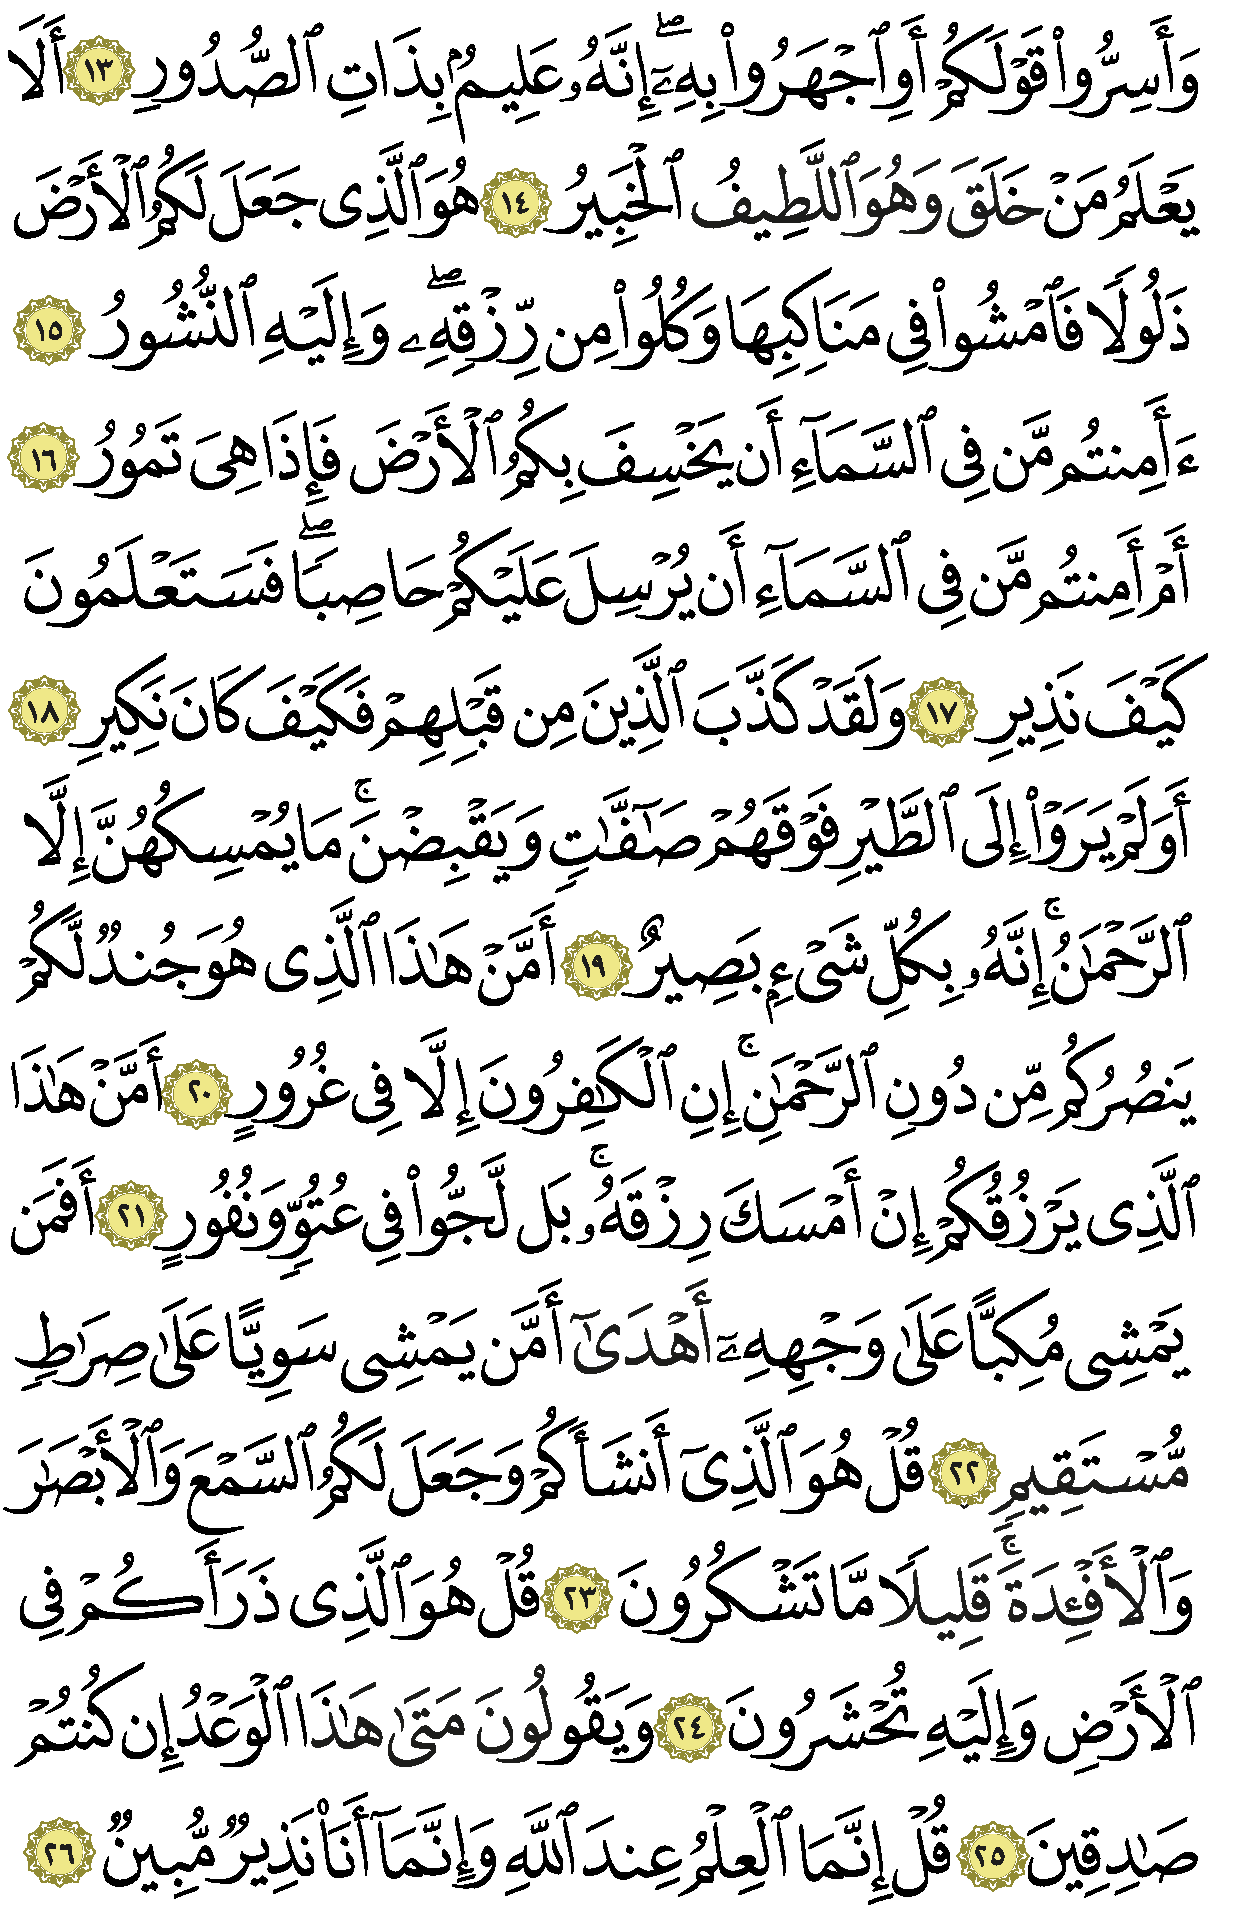 وَأَسِرُّوا۟ قَوْلَكُمْ أَوِ ٱجْهَرُوا۟ بِهِۦٓ ۖ إِنَّهُۥ عَلِيمٌۢ بِذَاتِ ٱلصُّدُورِ ١٣ أَلَا
يَعْلَمُ مَنْ خَلَقَ وَهُوَ ٱللَّطِيفُ ٱلْخَبِيرُ ١٤ هُوَ ٱلَّذِى جَعَلَ لَكُمُ ٱلْأَرْضَ
ذَلُولًا فَٱمْشُوا۟ فِى مَنَاكِبِهَا وَكُلُوا۟ مِن رِّزْقِهِۦ ۖ وَإِلَيْهِ ٱلنُّشُورُ ١٥
ءَأَمِنتُم مَّن فِى ٱلسَّمَآءِ أَن يَخْسِفَ بِكُمُ ٱلْأَرْضَ فَإِذَا هِىَ تَمُورُ ١٦
أَمْ أَمِنتُم مَّن فِى ٱلسَّمَآءِ أَن يُرْسِلَ عَلَيْكُمْ حَاصِبًا ۖ فَسَتَعْلَمُونَ
كَيْفَ نَذِيرِ ١٧ وَلَقَدْ كَذَّبَ ٱلَّذِينَ مِن قَبْلِهِمْ فَكَيْفَ كَانَ نَكِيرِ ١٨
أَوَلَمْ يَرَوْا۟ إِلَى ٱلطَّيْرِ فَوْقَهُمْ صَـٰٓفَّـٰتٍ وَيَقْبِضْنَ ۚ مَا يُمْسِكُهُنَّ إِلَّا
ٱلرَّحْمَـٰنُ ۚ إِنَّهُۥ بِكُلِّ شَىْءٍۭ بَصِيرٌ ١٩ أَمَّنْ هَـٰذَا ٱلَّذِى هُوَ جُندٌ لَّكُمْ
يَنصُرُكُم مِّن دُونِ ٱلرَّحْمَـٰنِ ۚ إِنِ ٱلْكَـٰفِرُونَ إِلَّا فِى غُرُورٍ ٢٠ أَمَّنْ هَـٰذَا
ٱلَّذِى يَرْزُقُكُمْ إِنْ أَمْسَكَ رِزْقَهُۥ ۚ بَل لَّجُّوا۟ فِى عُتُوٍّ وَنُفُورٍ ٢١ أَفَمَن
يَمْشِى مُكِبًّا عَلَىٰ وَجْهِهِۦٓ أَهْدَىٰٓ أَمَّن يَمْشِى سَوِيًّا عَلَىٰ صِرَٰطٍ
مُّسْتَقِيمٍ ٢٢ قُلْ هُوَ ٱلَّذِىٓ أَنشَأَكُمْ وَجَعَلَ لَكُمُ ٱلسَّمْعَ وَٱلْأَبْصَـٰرَ
وَٱلْأَفْـِٔدَةَ ۚ قَلِيلًا مَّا تَشْكُرُونَ ٢٣ قُلْ هُوَ ٱلَّذِى ذَرَأَكُمْ فِى
ٱلْأَرْضِ وَإِلَيْهِ تُحْشَرُونَ ٢٤ وَيَقُولُونَ مَتَىٰ هَـٰذَا ٱلْوَعْدُ إِن كُنتُمْ
صَـٰدِقِينَ ٢٥ قُلْ إِنَّمَا ٱلْعِلْمُ عِندَ ٱللَّهِ وَإِنَّمَآ أَنَا۠ نَذِيرٌ مُّبِينٌ ٢٦